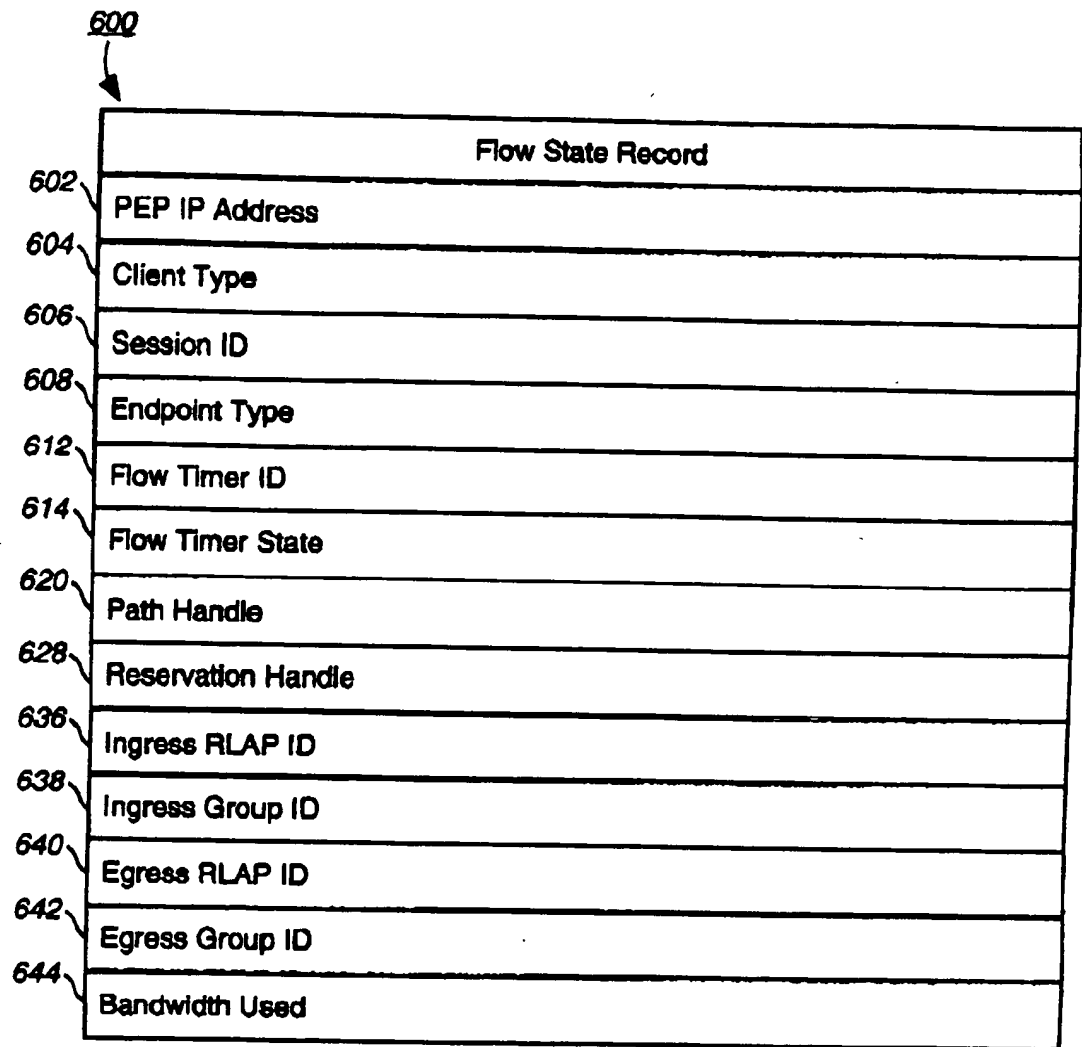 600
Flow State Record
602
PEP IP Address
604
Client Type
606
Session ID
608
Endpoint Type
612
Flow Timer ID
614
Flow Timer State
620
Path Handle
628
Reservation Handle
636
Ingress RLAP ID
638
Ingress Group ID
640
Egress RLAP ID
642
Egress Group ID
644
Bandwidth Used